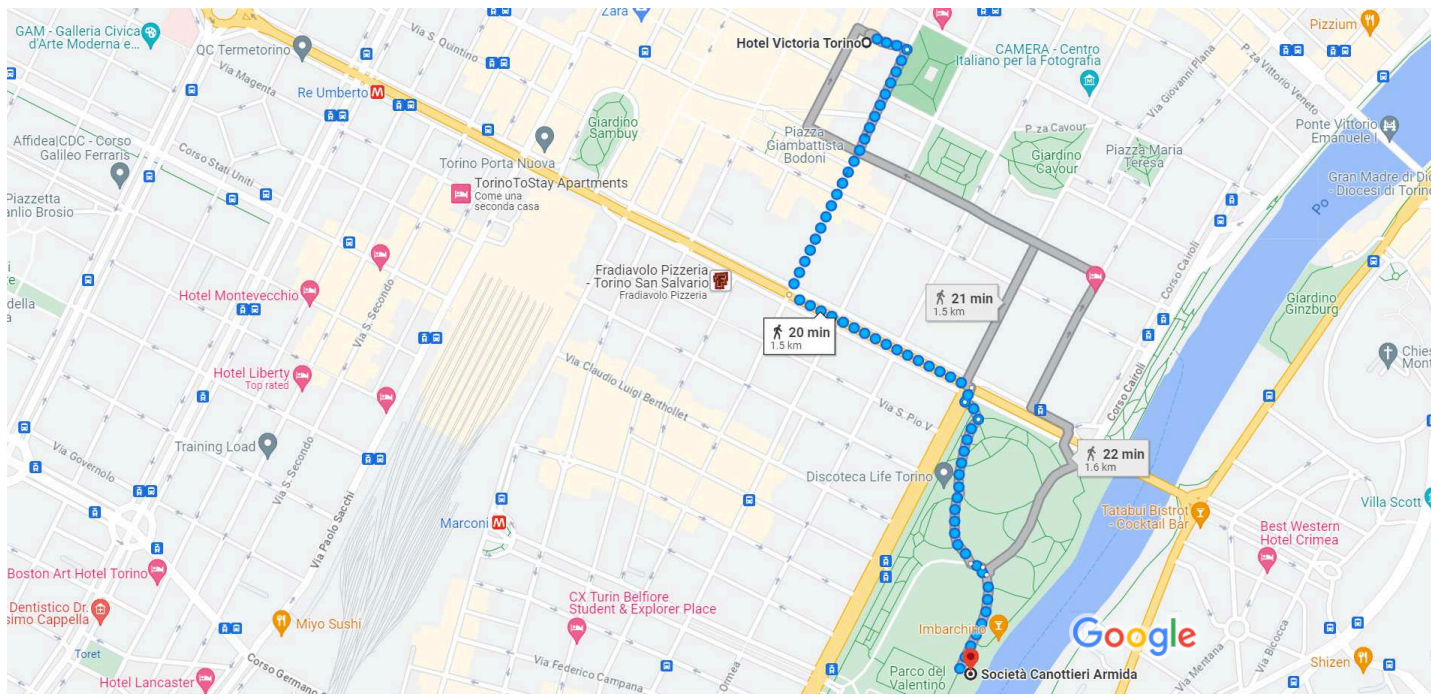 GAM - Galleria Civica
d'Arte Moderna e...
QC Termetorino
Via Magenta
Via S. Quintino
Zara
Hotel Victoria Torino
CAMERA - Centro
Italiano per la Fotografia
Pizzium
P.za Vittorio Veneto
Via Giovanni Plana
Re Umberto
Giardino
Sambuy
Piazza
Giambattista
Bodoni
P.za Cavour
Giardino
Cavour
Piazza Maria
Teresa
Ponte Vittorio
Emanuele I
Affidea|CDC - Corso
Galileo Ferraris
Corso Stati Uniti
Torino Porta Nuova
TorinoToStay Apartments
Come una
seconda casa
Gran Madre di Dio
- Diocesi di Torino
Po
Piazzetta
Fradiavolo Pizzeria
- Torino San Salvario
Fradiavolo Pizzeria
Corso Cairoli
Giardino
Ginzburg
Hotel Montevecchio
Via S. Secondo
21 min
1.5 km
20 min
1.5 km
Hotel Liberty
Top rated
Via Claudio Luigi Berthollet
Via S. Pio V
Corso Cairoli
Training Load
Via Governolo
Via S. Secondo
Via Paolo Sacchi
22 min
1.6 km
Discoteca Life Torino
Marconi
Tatabui Bistrot
- Cocktail Bar
Villa Scott
Best Western
Hotel Crimea
Boston Art Hotel Torino
CX Turin Belfiore
Student & Explorer Place
Miyo Sushi
Imbarchino
Google
Toret
Hotel Lancaster
Via Federico Campana
Ormea
Parco del
Valentino
Società Canottieri Armida
Via Mentana
Via Bicocca
Shizen